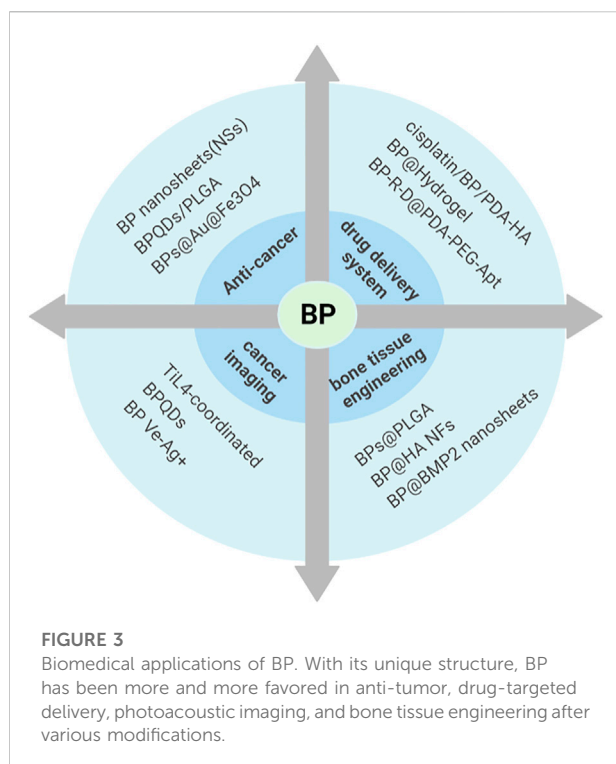 BP nanosheets(NSs)
BPQDs/PLGA
BPs@Au@Fe3O4
Anti-cancer
cisplatin/BP/PDA-HA
BP@Hydrogel
BP-R-D@PDA-PEG-Apt
drug delivery
system
BP
cancer
imaging
TiL4-coordinated
BPQDs
BP Ve-Ag+
bone tissue
engineering
BPs@PLGA
BP@HA NFs
BP@BMP2 nanosheets
FIGURE 3
Biomedical applications of BP. With its unique structure, BP
has been more and more favored in anti-tumor, drug-targeted
delivery, photoacoustic imaging, and bone tissue engineering after
various modifications.